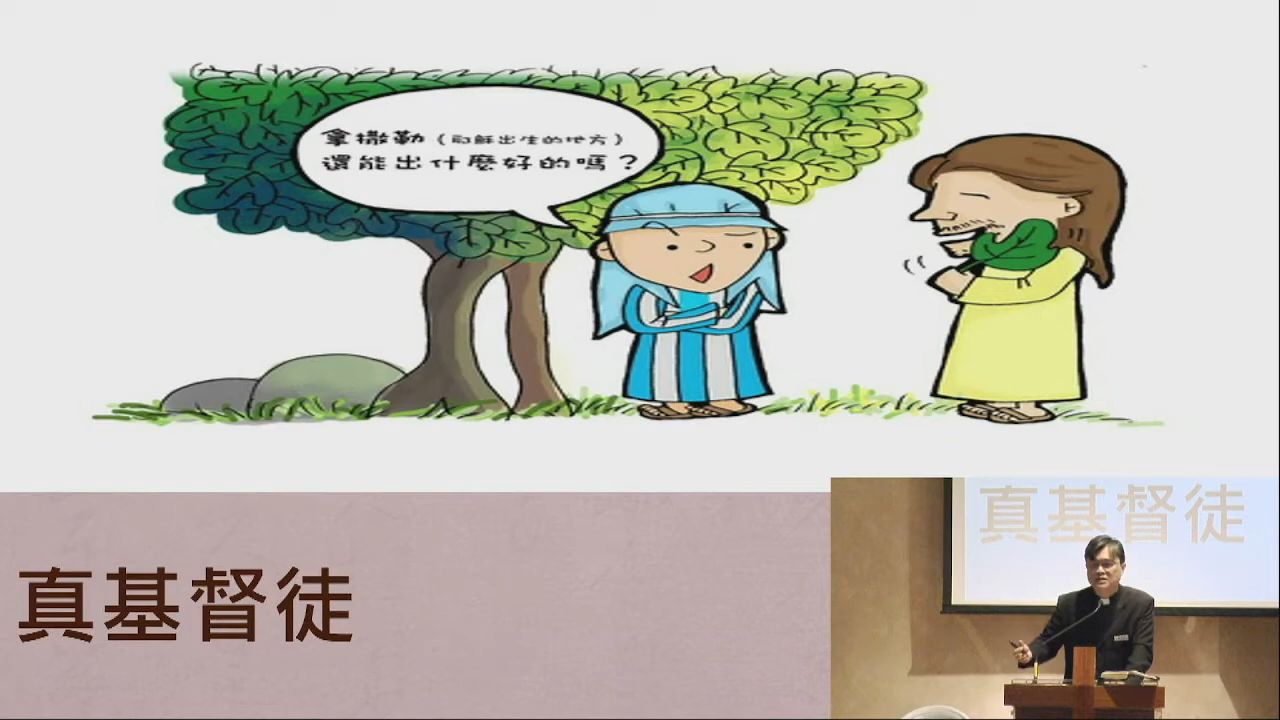 拿撒勒（耶穌出生的地方）
還能出什麼好的嗎？
真基督徒
真基督徒